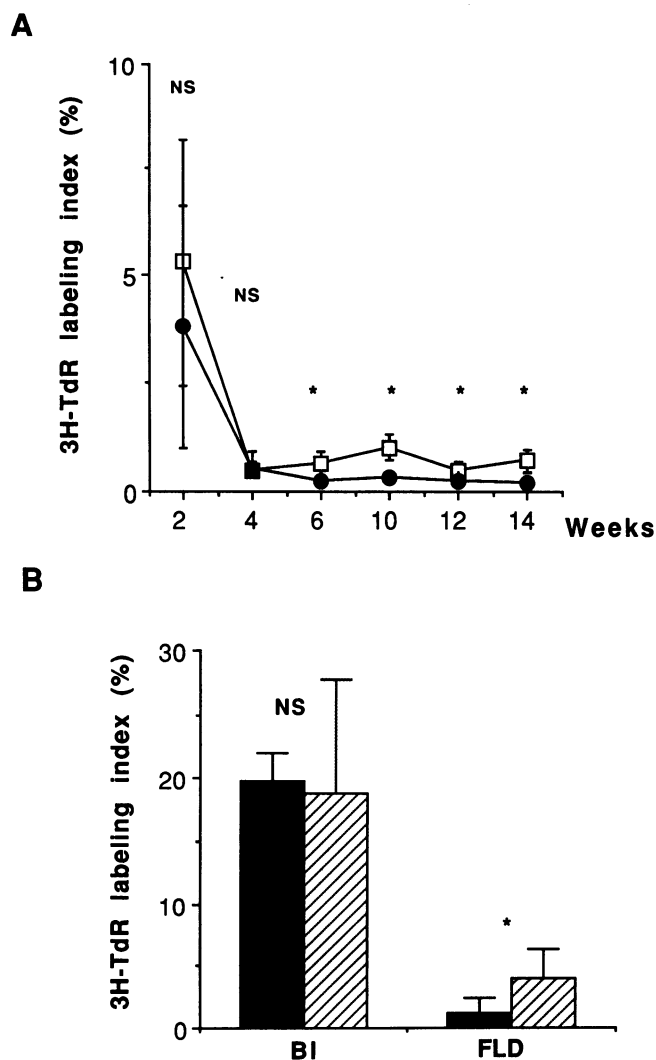 A
10
NS
5
NS
* * * *
0
2 4 6 10 12 14
Weeks
3H-TdR labeling index (%)
B
30
NS
20
10
*
0
BI FLD
3H-TdR labeling index (%)